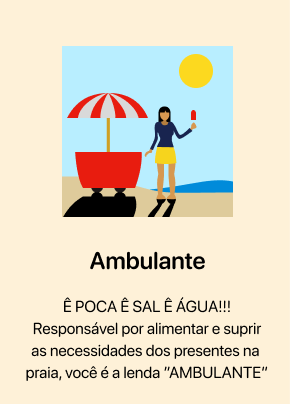 Ambulante
Ê POCA Ê SAL Ê ÁGUA!!!
Responsável por alimentar e suprir
as necessidades dos presentes na
praia, você é a lenda “AMBULANTE”